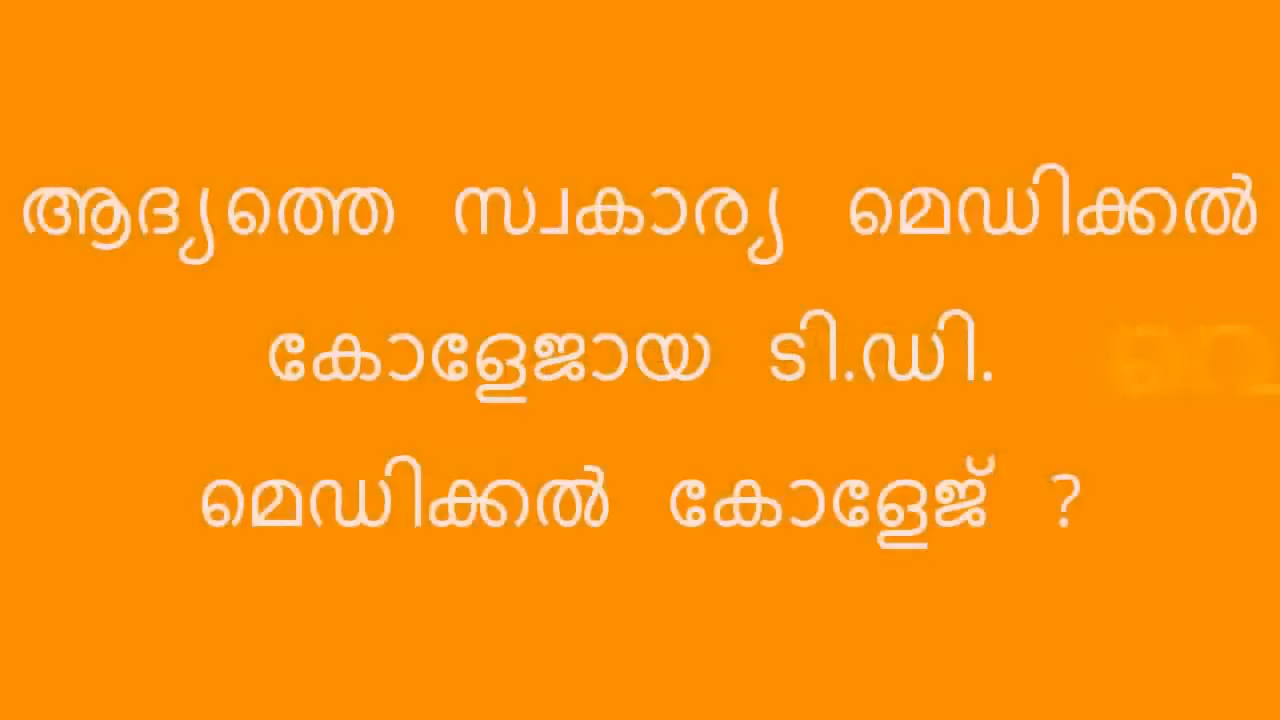 ആദ്യത്തെ സ്വകാര്യ മെഡിക്കൽ
കോളേജായ ടി.ഡി.
മെഡിക്കൽ കോളേജ് ?